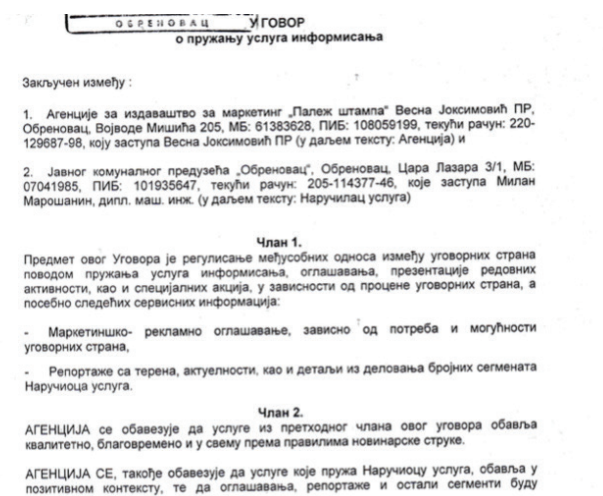 ОБРЕНОВАЦ
УГОВОР
о пружању услуга информисања
Закључен између :
1. Агенције за издаваштво за маркетинг „Палеж штампа“ Весна Јоксимовић ПР,
Обреновац, Војводе Мишића 205, МБ: 61383628, ПИБ: 108059199, текући рачун: 220-
129687-98, коју заступа Весна Јоксимовић ПР (у даљем тексту: Агенција) и
2. Јавног комуналног предузећа „Обреновац“, Обреновац, Цара Лазара 3/1, МБ:
07041985, ПИБ: 101935647, текући рачун: 205-114377-46, које заступа Милан
Марошанин, дипл. маш. инж. (у даљем тексту: Наручилац услуга)
Члан 1.
Предмет овог Уговора је регулисање међусобних односа између уговорних страна
поводом пружања услуга информисања, оглашавања, презентације редовних
активности, као и специјалних акција, у зависности од процене уговорних страна, а
посебно следећих сервисних информација:
- Маркетиншко- рекламно оглашавање, зависно од потреба и могућности
уговорних страна,
- Репортаже са терена, актуелности, као и детаљи из деловања бројних сегмената
Наручиоца услуга.
Члан 2.
АГЕНЦИЈА се обавезује да услуге из претходног члана овог уговора обавља
квалитетно, благовремено и у свему према правилима новинарске струке.
АГЕНЦИЈА СЕ, такође обавезује да услуге које пружа Наручиоцу услуга, обавља у
позитивном контексту, те да оглашавања, репортаже и остали сегменти буду